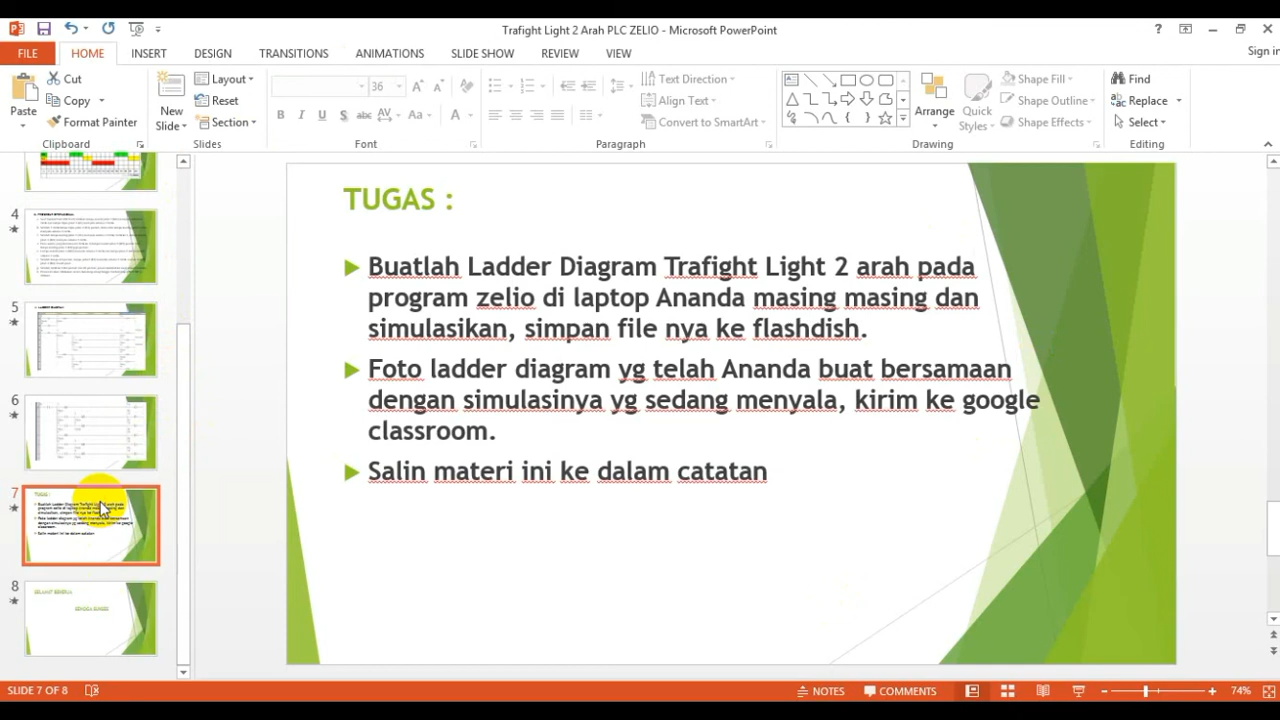 Trafight Light 2 Arah PLC ZELIO - Microsoft PowerPoint
?
FILE
HOME
INSERT
DESIGN
TRANSITIONS
ANIMATIONS
SLIDE SHOW
REVIEW
VIEW
Sign in
Paste
Cut
Copy
Format Painter
Clipboard
New Slide
Layout
Reset
Section
Slides
36
Font
Text Direction
Align Text
Convert to SmartArt
Paragraph
Arrange
Quick Styles
Shape Fill
Shape Outline
Shape Effects
Drawing
Find
Replace
Select
Editing
4
5
6
7
8
TUGAS :
Buatlah Ladder Diagram Trafight Light 2 arah pada
program zelio di laptop Ananda masing masing dan
simulasikan, simpan file nya ke flashdish.
Foto ladder diagram yg telah Ananda buat bersamaan
dengan simulasinya yg sedang menyala, kirim ke google
classroom.
Salin materi ini ke dalam catatan
SLIDE 7 OF 8
NOTES
COMMENTS
74%